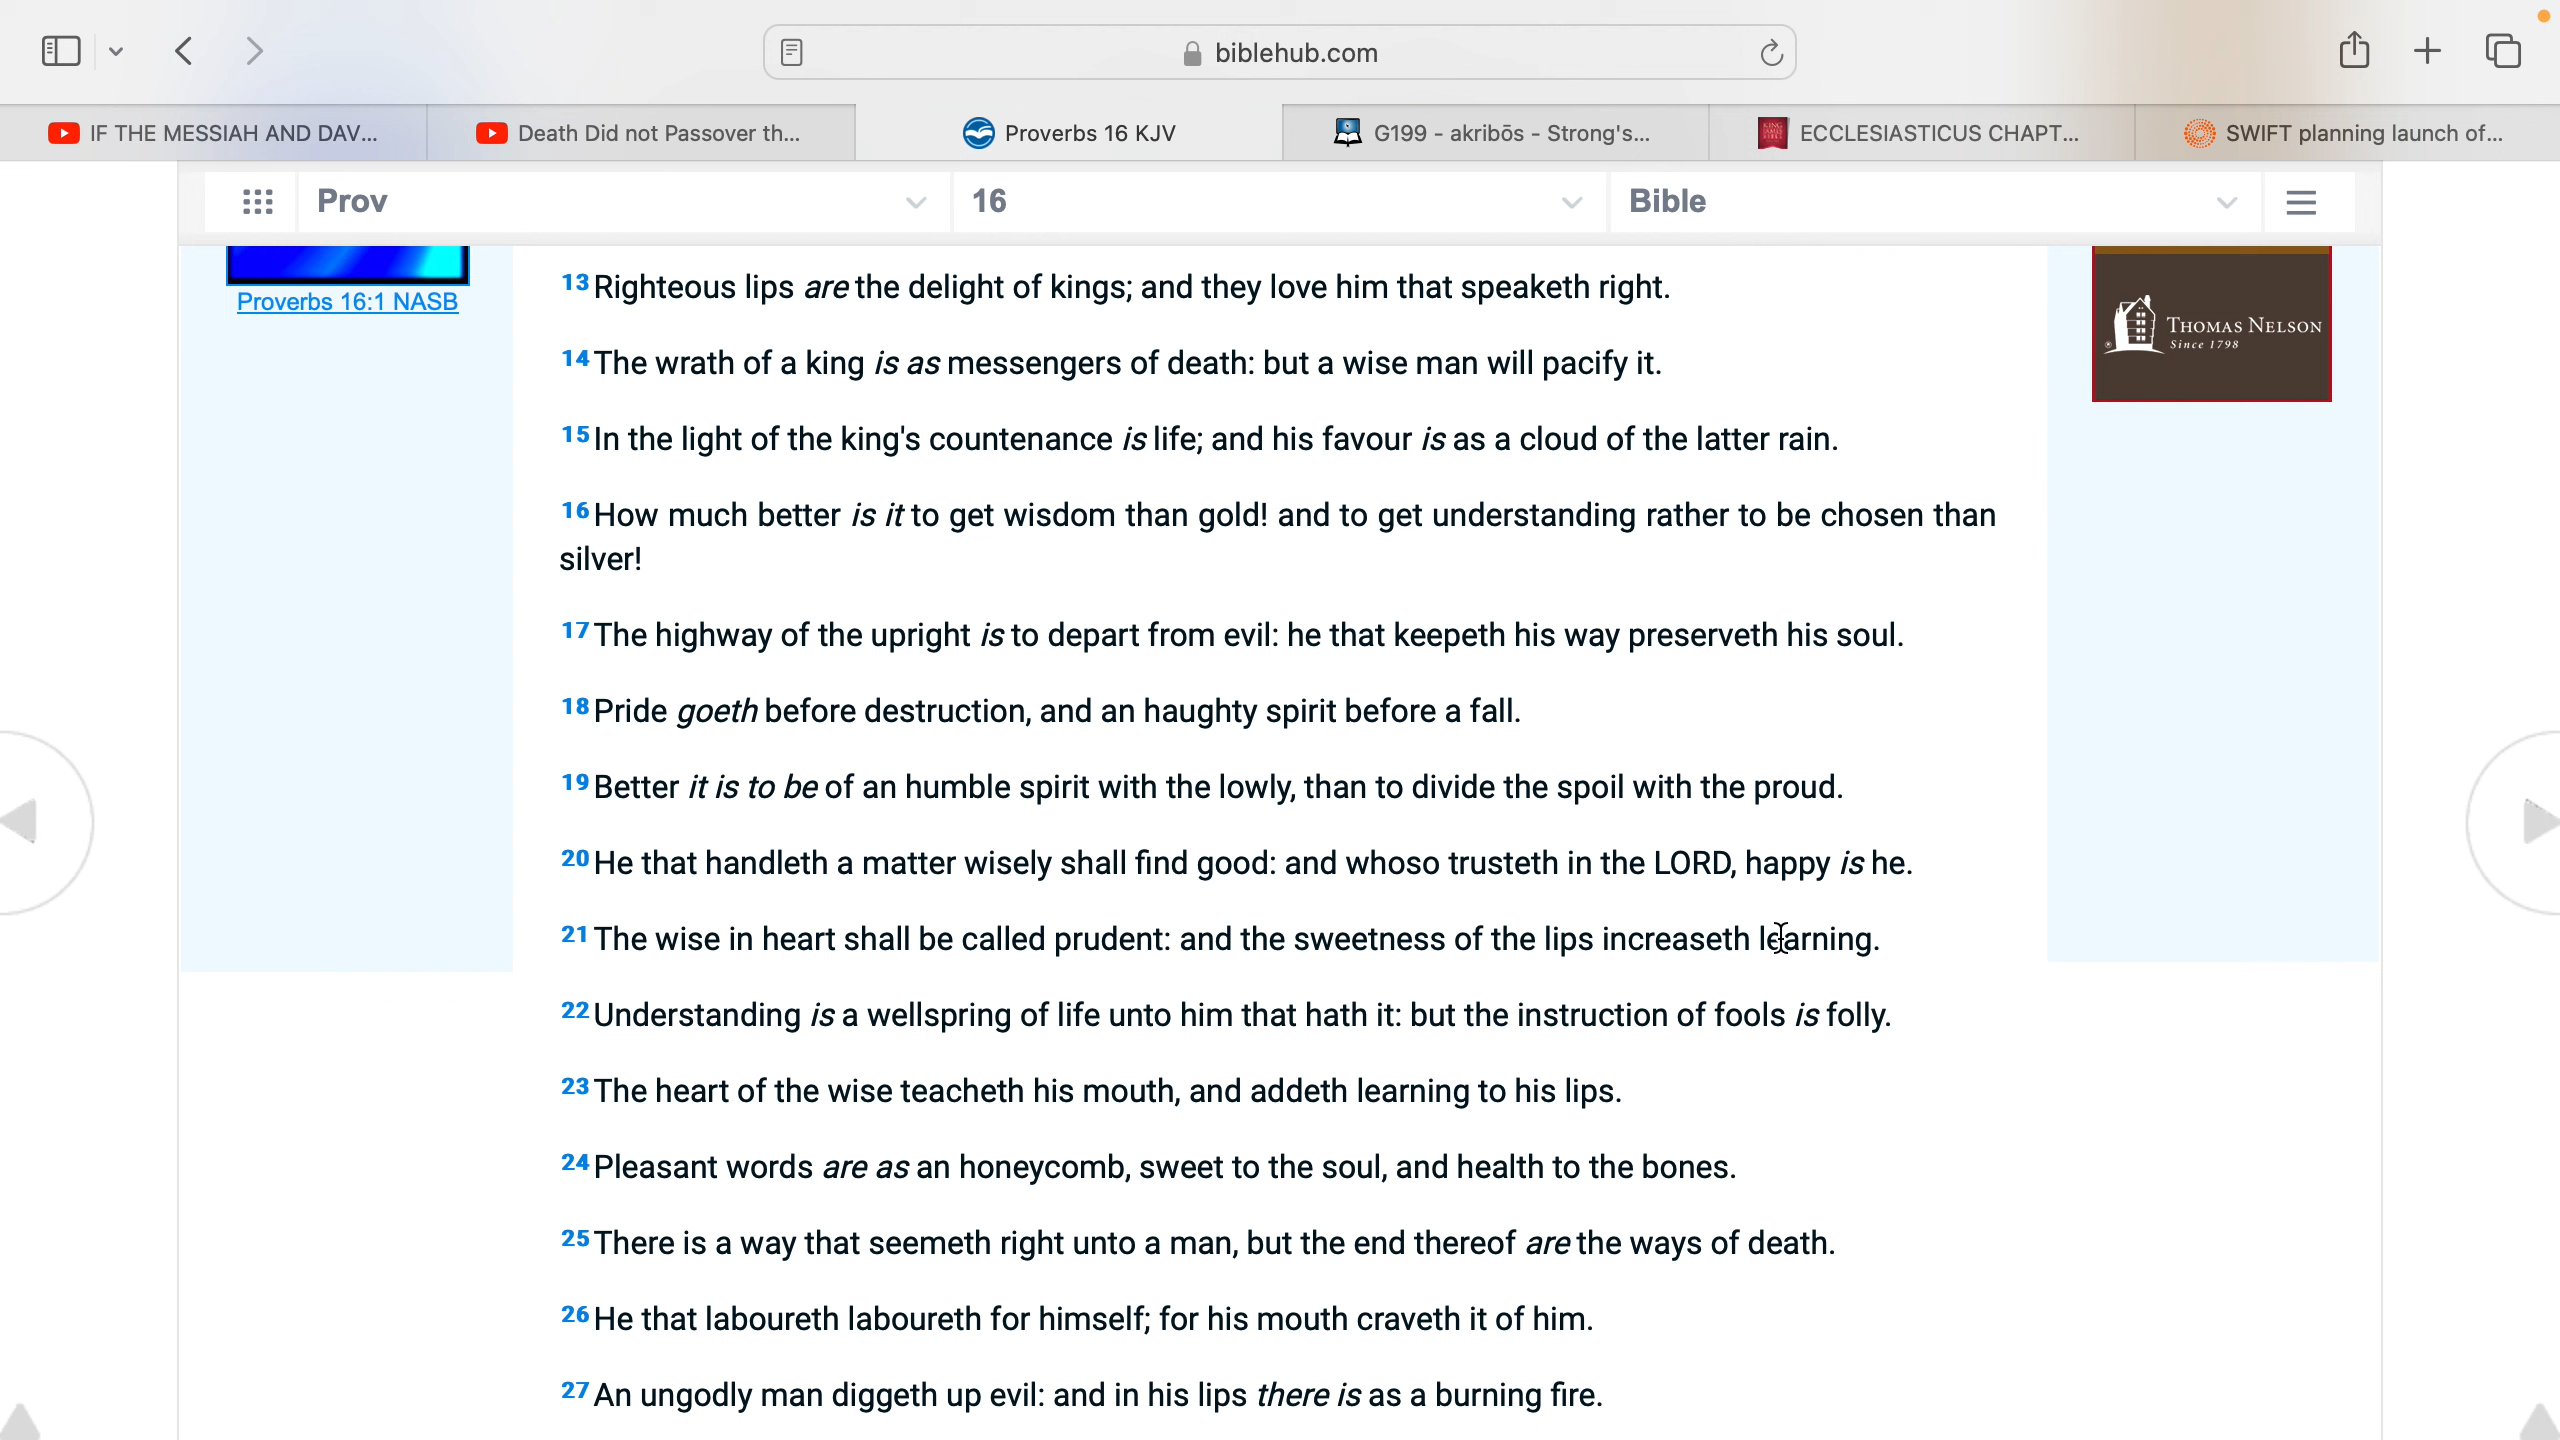 biblehub.com
IF THE MESSIAH AND DAV...
Death Did not Passover th...
Proverbs 16 KJV
G199 - akribōs - Strong's...
ECCLESIASTICUS CHAPT...
SWIFT planning launch of...
Prov
16
Bible
Proverbs 16:1 NASB
THOMAS NELSON
Since 1798
13 Righteous lips are the delight of kings; and they love him that speaketh right.
14 The wrath of a king is as messengers of death: but a wise man will pacify it.
15 In the light of the king's countenance is life; and his favour is as a cloud of the latter rain.
16 How much better is it to get wisdom than gold! and to get understanding rather to be chosen than
silver!
17 The highway of the upright is to depart from evil: he that keepeth his way preserveth his soul.
18 Pride goeth before destruction, and an haughty spirit before a fall.
19 Better it is to be of an humble spirit with the lowly, than to divide the spoil with the proud.
20 He that handleth a matter wisely shall find good: and whoso trusteth in the LORD, happy is he.
21 The wise in heart shall be called prudent: and the sweetness of the lips increaseth learning.
22 Understanding is a wellspring of life unto him that hath it: but the instruction of fools is folly.
23 The heart of the wise teacheth his mouth, and addeth learning to his lips.
24 Pleasant words are as an honeycomb, sweet to the soul, and health to the bones.
25 There is a way that seemeth right unto a man, but the end thereof are the ways of death.
26 He that laboureth laboureth for himself; for his mouth craveth it of him.
27 An ungodly man diggeth up evil: and in his lips there is as a burning fire.